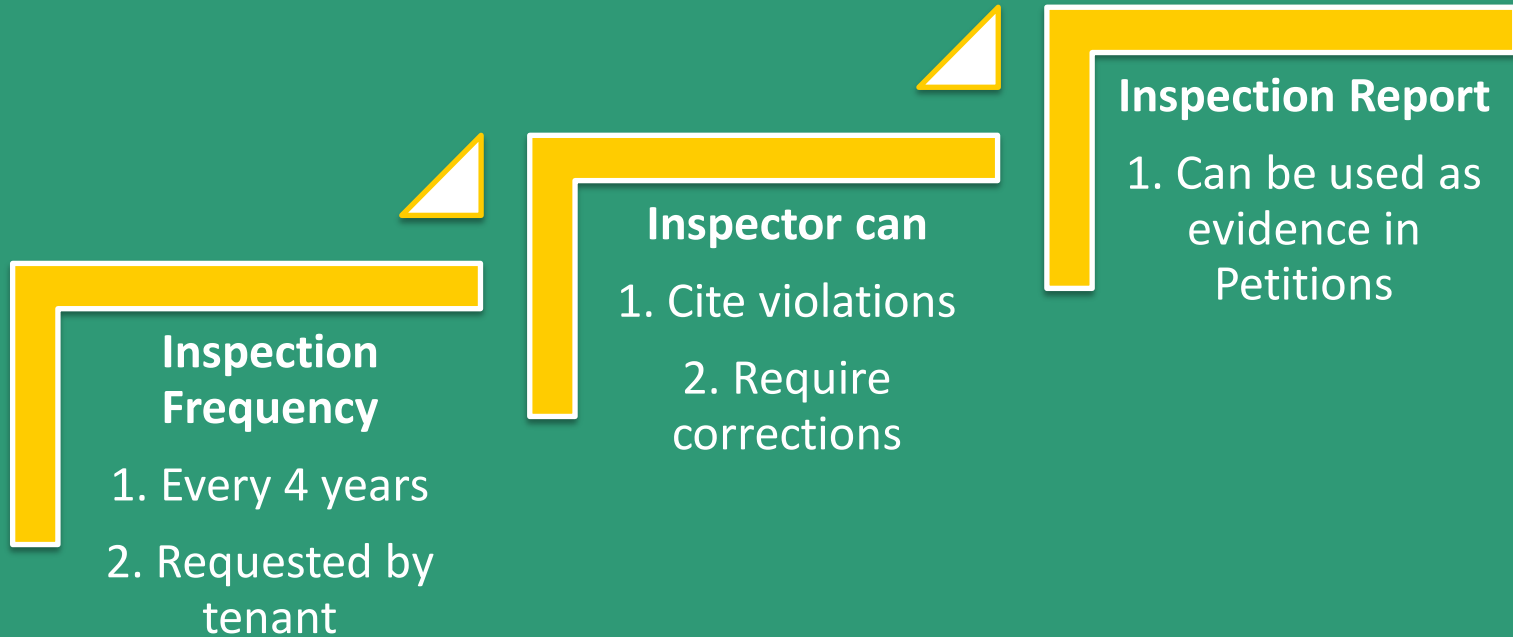 Inspection
Frequency
1. Every 4 years
2. Requested by
tenant
Inspector can
1. Cite violations
2. Require
corrections
Inspection Report
1. Can be used as
evidence in
Petitions